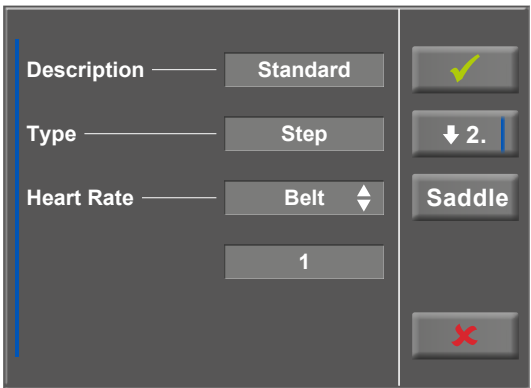 Description Standard
Type Step
2.
Heart Rate Belt
Saddle
1